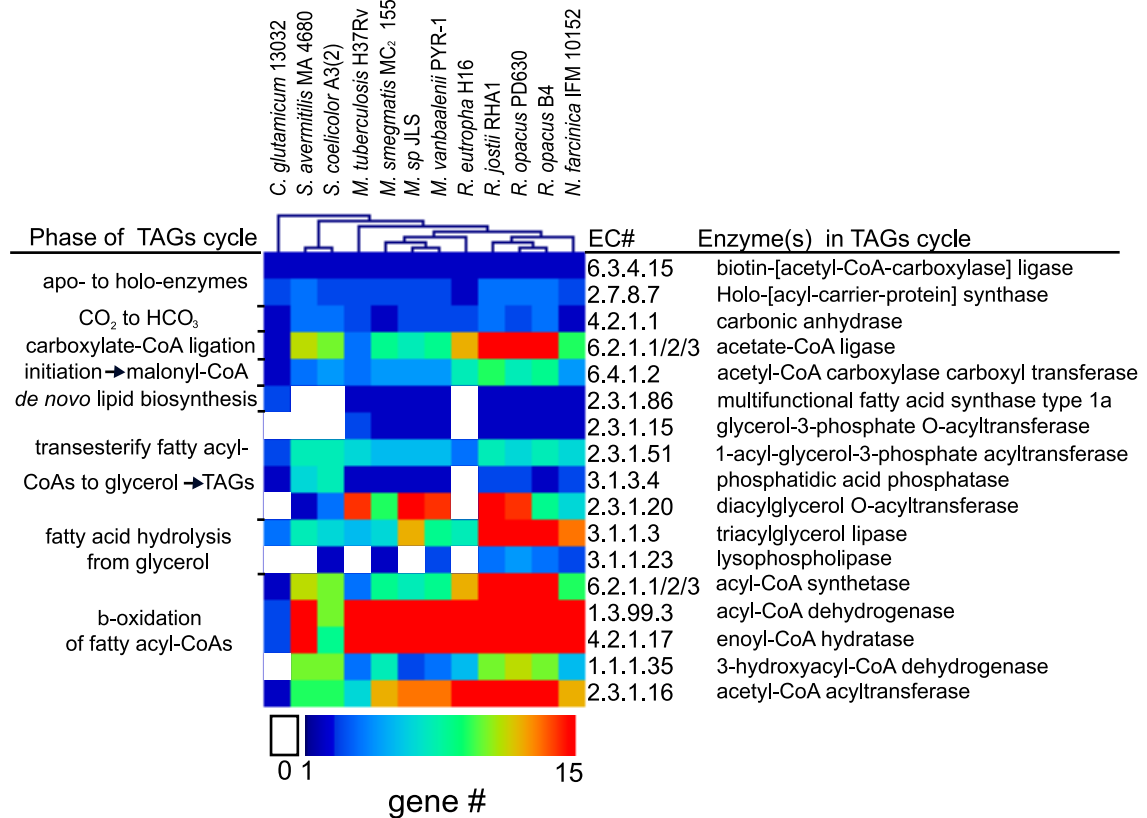 C. glutamicum 13032
S. avermitilis MA 4680
S. coelicolor A3(2)
M. tuberculosis H37Rv
M. smegmatis MC₂ 155
M. sp JLS
M. vanbaalenii PYR-1
R. eutropha H16
R. jostii RHA1
R. opacus PD630
R. opacus B4
N. farcinica IFM 10152
Phase of TAGs cycle
EC# Enzyme(s) in TAGs cycle
apo- to holo-enzymes
6.3.4.15 biotin-[acetyl-CoA-carboxylase] ligase
2.7.8.7 Holo-[acyl-carrier-protein] synthase
CO₂ to HCO₃
4.2.1.1 carbonic anhydrase
carboxylate-CoA ligation
6.2.1.1/2/3 acetate-CoA ligase
initiation➔malonyl-CoA
6.4.1.2 acetyl-CoA carboxylase carboxyl transferase
de novo lipid biosynthesis
2.3.1.86 multifunctional fatty acid synthase type 1a
2.3.1.15 glycerol-3-phosphate O-acyltransferase
transesterify fatty acyl-
2.3.1.51 1-acyl-glycerol-3-phosphate acyltransferase
CoAs to glycerol ➔TAGs
3.1.3.4 phosphatidic acid phosphatase
2.3.1.20 diacylglycerol O-acyltransferase
fatty acid hydrolysis
from glycerol
3.1.1.3 triacylglycerol lipase
3.1.1.23 lysophospholipase
6.2.1.1/2/3 acyl-CoA synthetase
b-oxidation
of fatty acyl-CoAs
1.3.99.3 acyl-CoA dehydrogenase
4.2.1.17 enoyl-CoA hydratase
1.1.1.35 3-hydroxyacyl-CoA dehydrogenase
2.3.1.16 acetyl-CoA acyltransferase
0 1 15
gene #